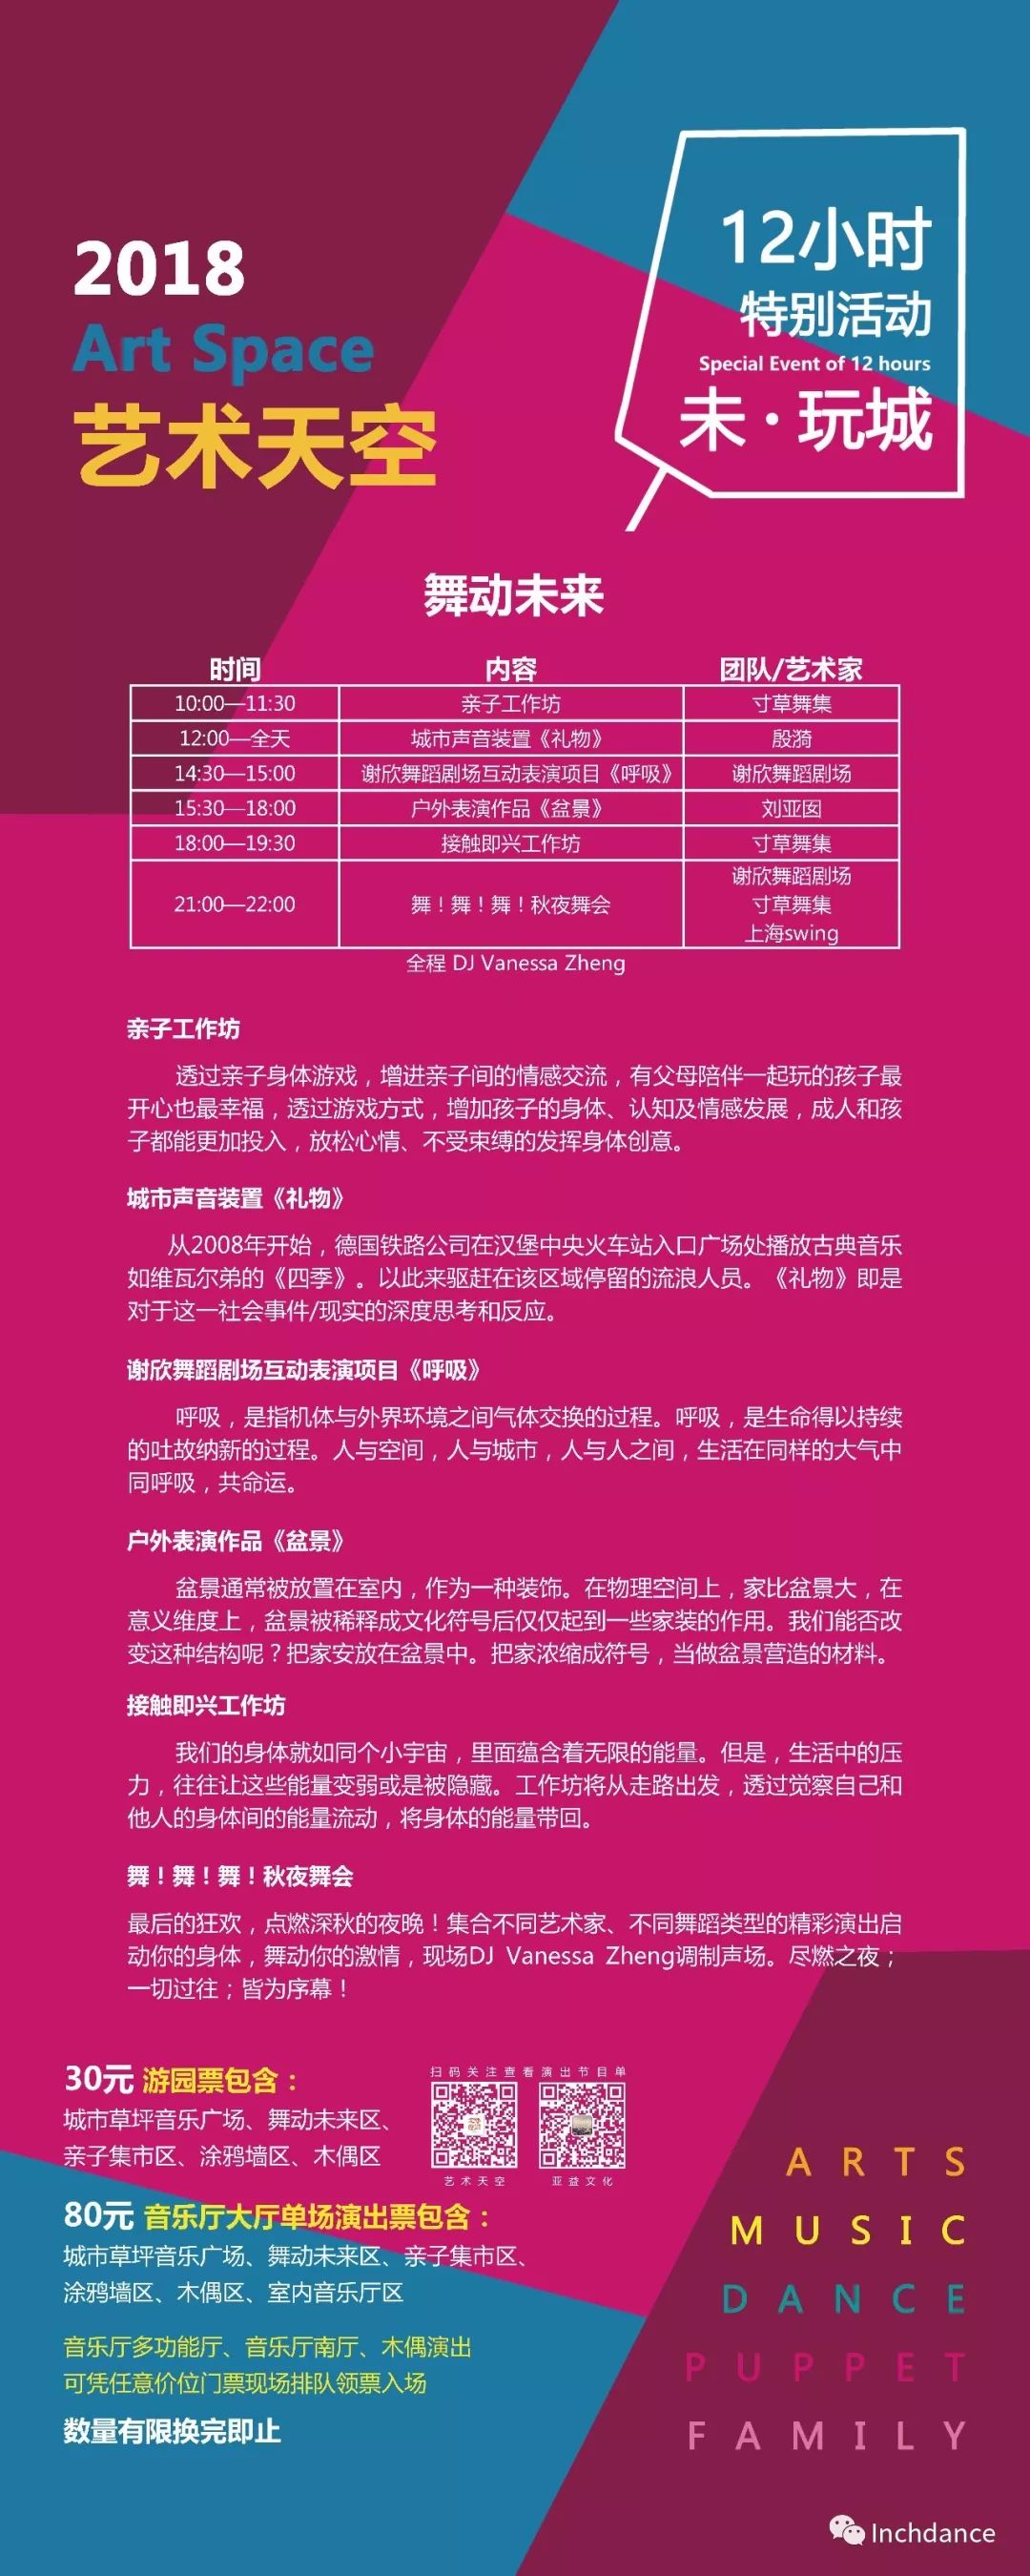 2018
Art Space
艺术天空
12小时
特别活动
Special Event of 12 hours
未·玩城
舞动未来
时间 内容 团队/艺术家
10:00—11:30 亲子工作坊 寸草舞集
12:00—全天 城市声音装置《礼物》 殷漪
14:30—15:00 谢欣舞蹈剧场互动表演项目《呼吸》 谢欣舞蹈剧场
15:30—18:00 户外表演作品《盆景》 刘亚囡
18:00—19:30 接触即兴工作坊 寸草舞集
21:00—22:00 舞！舞！舞！秋夜舞会 谢欣舞蹈剧场
寸草舞集
上海swing
全程 DJ Vanessa Zheng
亲子工作坊
透过亲子身体游戏，增进亲子间的情感交流，有父母陪伴一起玩的孩子最
开心也最幸福，透过游戏方式，增加孩子的身体、认知及情感发展，成人和孩
子都能更加投入，放松心情、不受束缚的发挥身体创意。
城市声音装置《礼物》
从2008年开始，德国铁路公司在汉堡中央火车站入口广场处播放古典音乐
如维瓦尔弟的《四季》。以此来驱赶在该区域停留的流浪人员。《礼物》即是
对于这一社会事件/现实的深度思考和反应。
谢欣舞蹈剧场互动表演项目《呼吸》
呼吸，是指机体与外界环境之间气体交换的过程。呼吸，是生命得以持续
的吐故纳新的过程。人与空间，人与城市，人与人之间，生活在同样的大气中
同呼吸，共命运。
户外表演作品《盆景》
盆景通常被放置在室内，作为一种装饰。在物理空间上，家比盆景大，在
意义维度上，盆景被稀释成文化符号后仅仅起到一些家装的作用。我们能否改
变这种结构呢？把家安放在盆景中。把家浓缩成符号，当做盆景营造的材料。
接触即兴工作坊
我们的身体就如同个小宇宙，里面蕴含着无限的能量。但是，生活中的压
力，往往让这些能量变弱或是被隐藏。工作坊将从走路出发，透过觉察自己和
他人的身体间的能量流动，将身体的能量带回。
舞！舞！舞！秋夜舞会
最后的狂欢，点燃深秋的夜晚！集合不同艺术家、不同舞蹈类型的精彩演出启
动你的身体，舞动你的激情，现场DJ Vanessa Zheng调制声场。尽燃之夜；
一切过往；皆为序幕！
30元 游园票包含：
城市草坪音乐广场、舞动未来区、
亲子集市区、涂鸦墙区、木偶区
扫码关注查看演出节目单
艺术天空 亚益文化
80元 音乐厅大厅单场演出票包含：
城市草坪音乐广场、舞动未来区、亲子集市区、
涂鸦墙区、木偶区、室内音乐厅区
音乐厅多功能厅、音乐厅南厅、木偶演出
可凭任意价位门票现场排队领票入场
数量有限换完即止
ARTS
MUSIC
DANCE
PUPPET
FAMILY
Inchdance